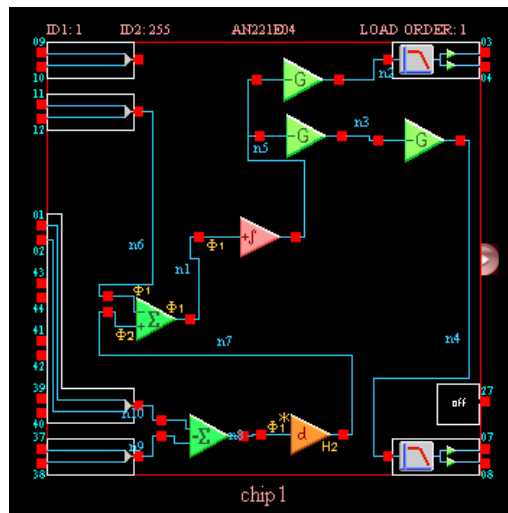 ID1: 1 ID2: 255 AN221E04 LOAD ORDER: 1
09 03
10 04
n2
-G
11
12
n3
-G -G
n5
01
02
+∫
Φ1
n6
n1
43
44
Φ1
Φ1
-
+Σ
Φ2
41
42
n7
n4
39
40
27
off
n10
37
38
-Σ
n8
Φ1
*
d
H2
n9
07
08
chip1